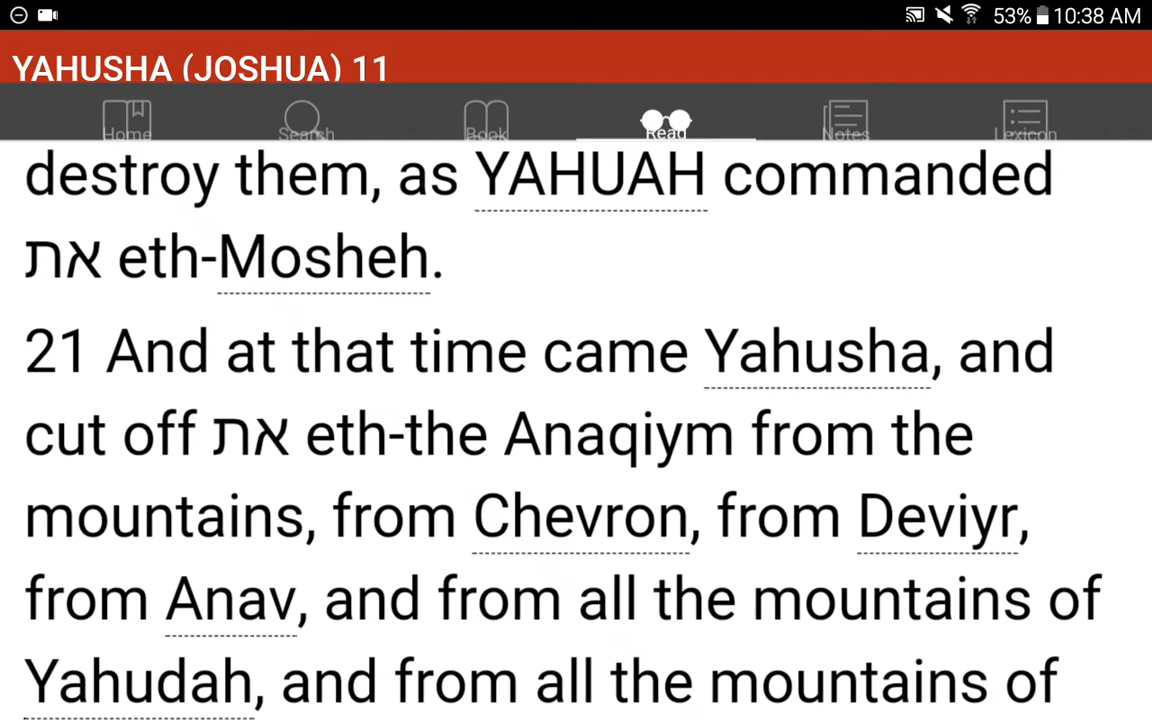 53% 10:38 AM
YAHUSHA (JOSHUA) 11
Home Search Book Read Notes Lexicon
destroy them, as YAHUAH commanded
את eth-Mosheh.
21 And at that time came Yahusha, and
cut off את eth-the Anaqiym from the
mountains, from Chevron, from Deviyr,
from Anav, and from all the mountains of
Yahudah, and from all the mountains of